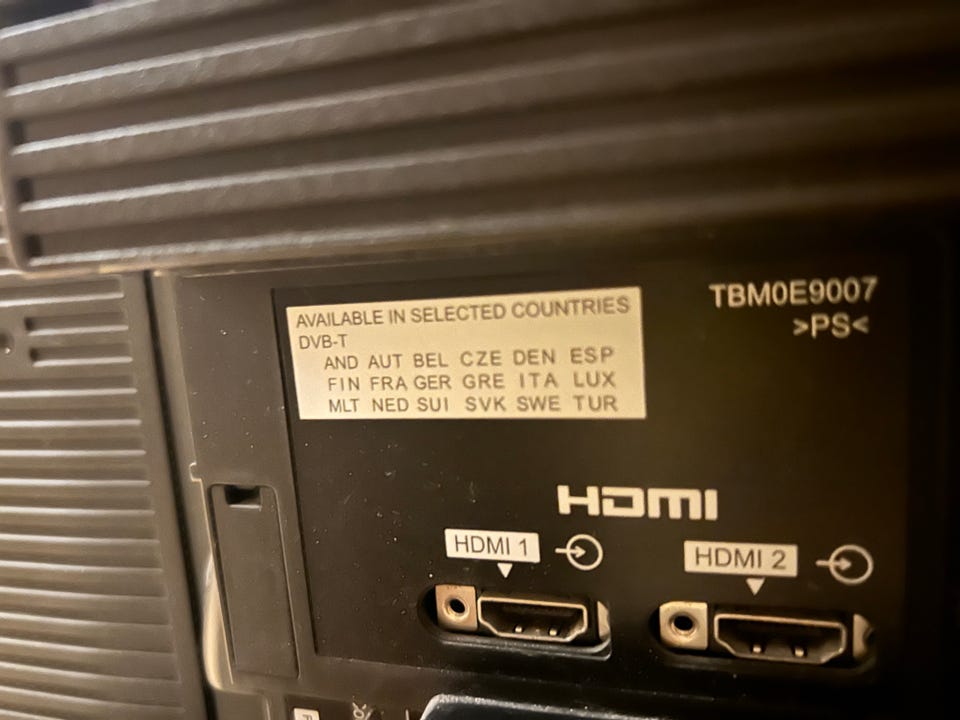 TBM0E9007
>PS<
AVAILABLE IN SELECTED COUNTRIES
DVB-T
AND AUT BEL CZE DEN ESP
FIN FRA GER GRE ITA LUX
MLT NED SUI SVK SWE TUR
HDMI
HDMI 1
HDMI 2